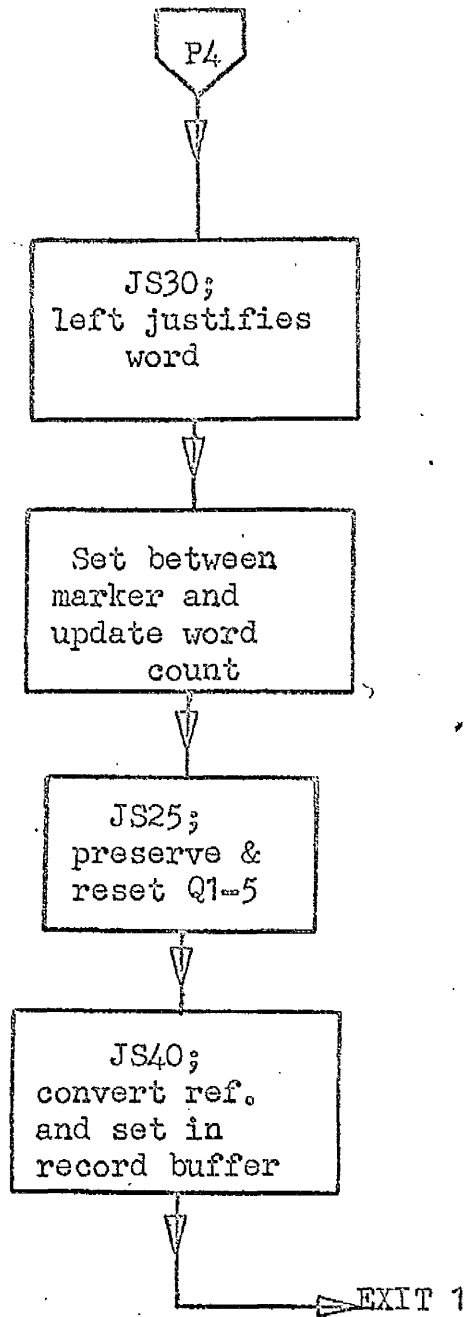 P4
JS30;
left justifies
word
Set between
marker and
update word
count
JS25;
preserve &
reset Q1-5
JS40;
convert ref.
and set in
record buffer
EXIT 1